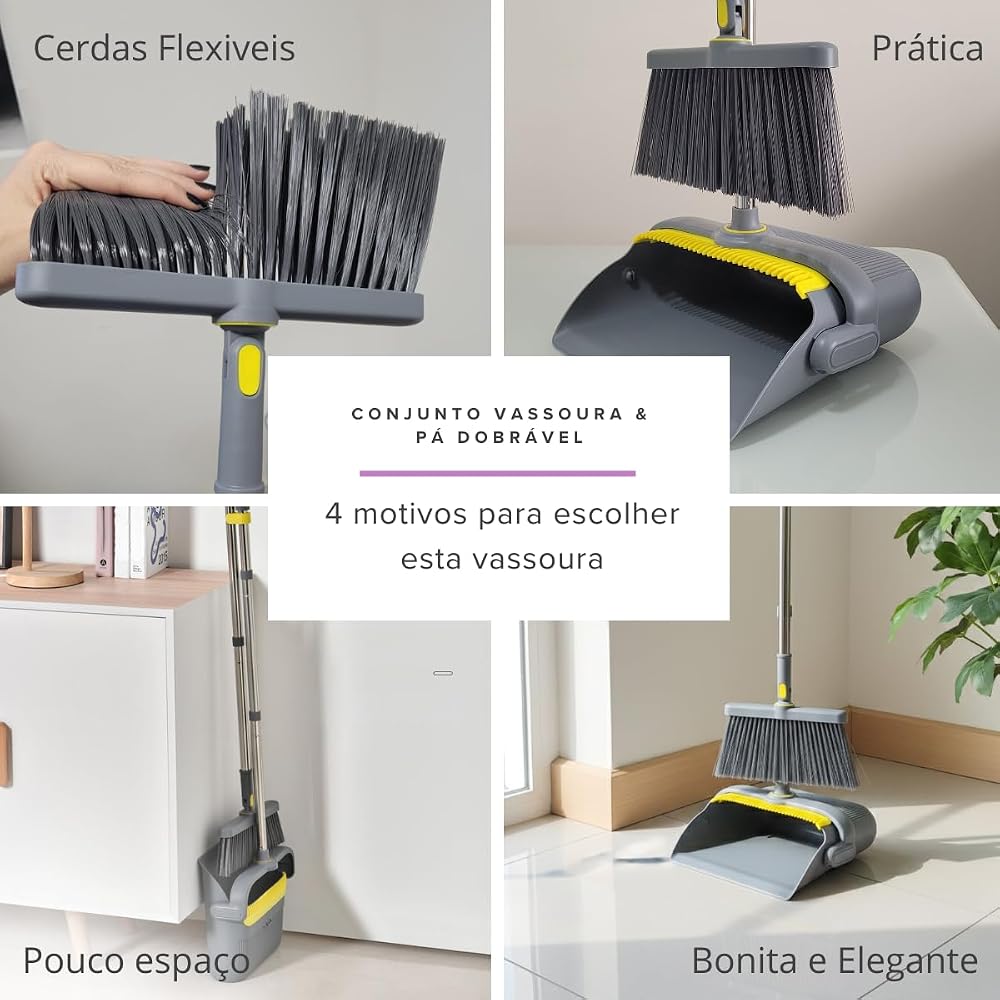 Cerdas Flexiveis
Prática
CONJUNTO VASSOURA &
PÁ DOBRÁVEL
4 motivos para escolher
esta vassoura
Pouco espaço
Bonita e Elegante